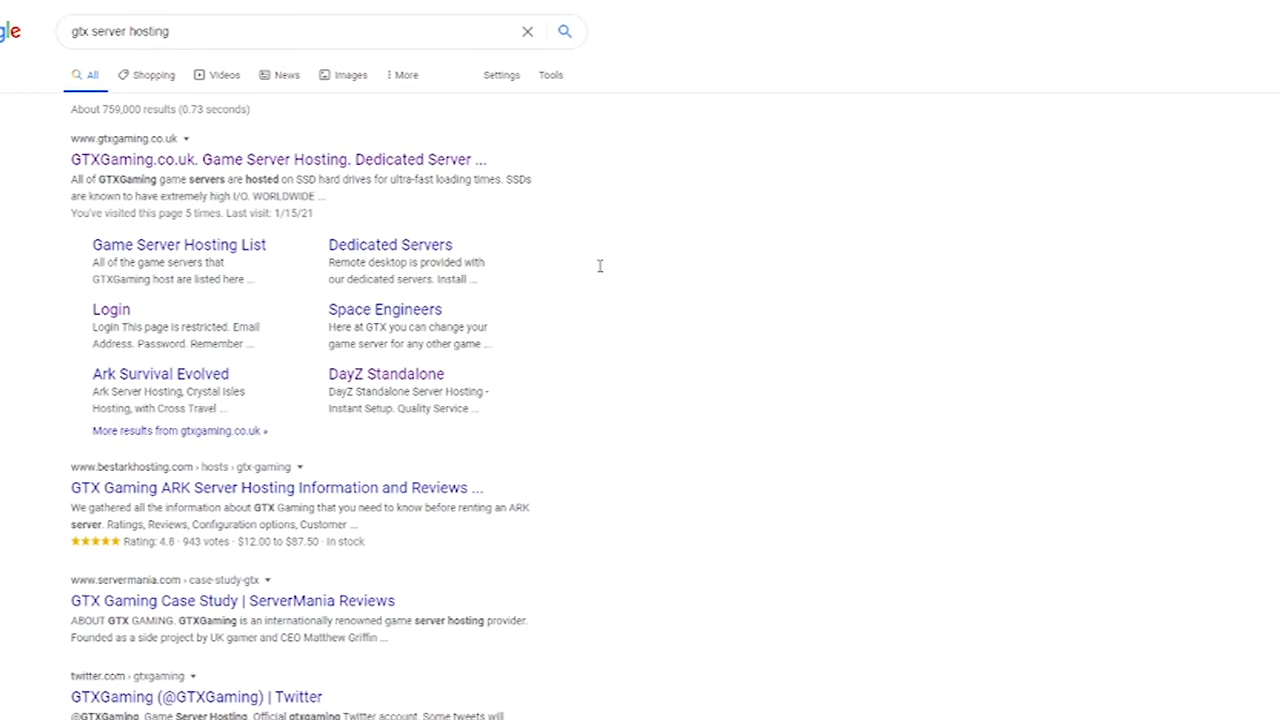 gle
gtx server hosting
All Shopping Videos News Images More Settings Tools
About 759,000 results (0.73 seconds)
www.gtxgaming.co.uk
GTXGaming.co.uk. Game Server Hosting. Dedicated Server ...
All of GTXGaming game servers are hosted on SSD hard drives for ultra-fast loading times. SSDs
are known to have extremely high I/O. WORLDWIDE ...
You've visited this page 5 times. Last visit: 1/15/21
Game Server Hosting List
All of the game servers that
GTXGaming host are listed here ...
Dedicated Servers
Remote desktop is provided with
our dedicated servers. Install ...
Login
Login This page is restricted. Email
Address. Password. Remember ...
Space Engineers
Here at GTX you can change your
game server for any other game ...
Ark Survival Evolved
Ark Server Hosting, Crystal Isles
Hosting, with Cross Travel ...
DayZ Standalone
DayZ Standalone Server Hosting -
Instant Setup. Quality Service ...
More results from gtxgaming.co.uk »
www.bestarkhosting.com › hosts › gtx-gaming
GTX Gaming ARK Server Hosting Information and Reviews ...
We gathered all the information about GTX Gaming that you need to know before renting an ARK
server. Ratings, Reviews, Configuration options, Customer ...
★★★★★ Rating: 4.8 · 943 votes · $12.00 to $87.50 · In stock
www.servermania.com › case-study-gtx
GTX Gaming Case Study | ServerMania Reviews
ABOUT GTX GAMING. GTXGaming is an internationally renowned game server hosting provider.
Founded as a side project by UK gamer and CEO Matthew Griffin ...
twitter.com › gtxgaming
GTXGaming (@GTXGaming) | Twitter
@GTXGaming. Game Server Hosting. Official gtxgaming Twitter account. Some tweets will